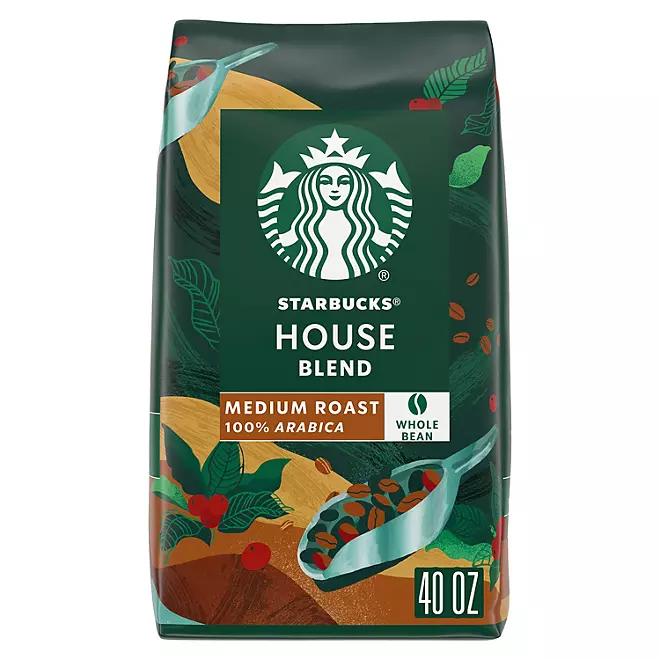 ®
STARBUCKS®
HOUSE
BLEND
MEDIUM ROAST
100% ARABICA
WHOLE
BEAN
40 OZ